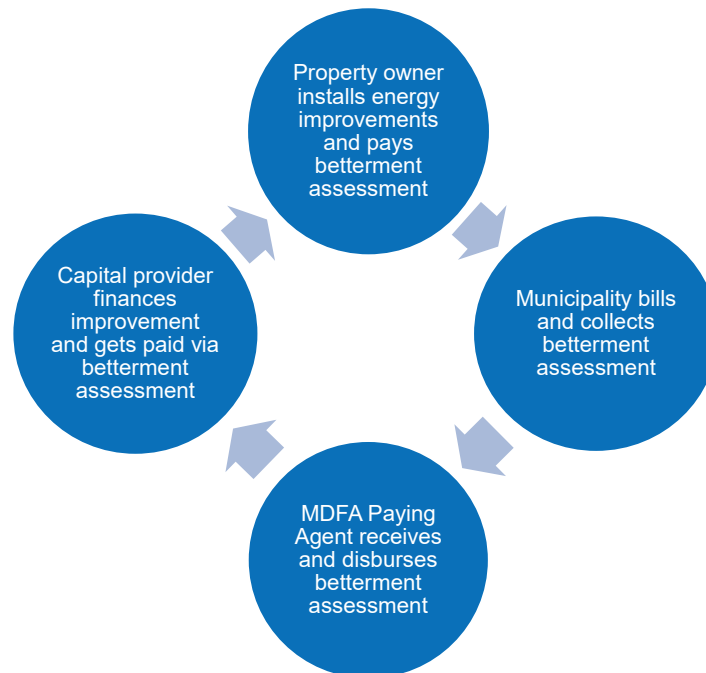 Property owner
installs energy
improvements
and pays
betterment
assessment
Municipality bills
and collects
betterment
assessment
MDFA Paying
Agent receives
and disburses
betterment
assessment
Capital provider
finances
improvement
and gets paid via
betterment
assessment